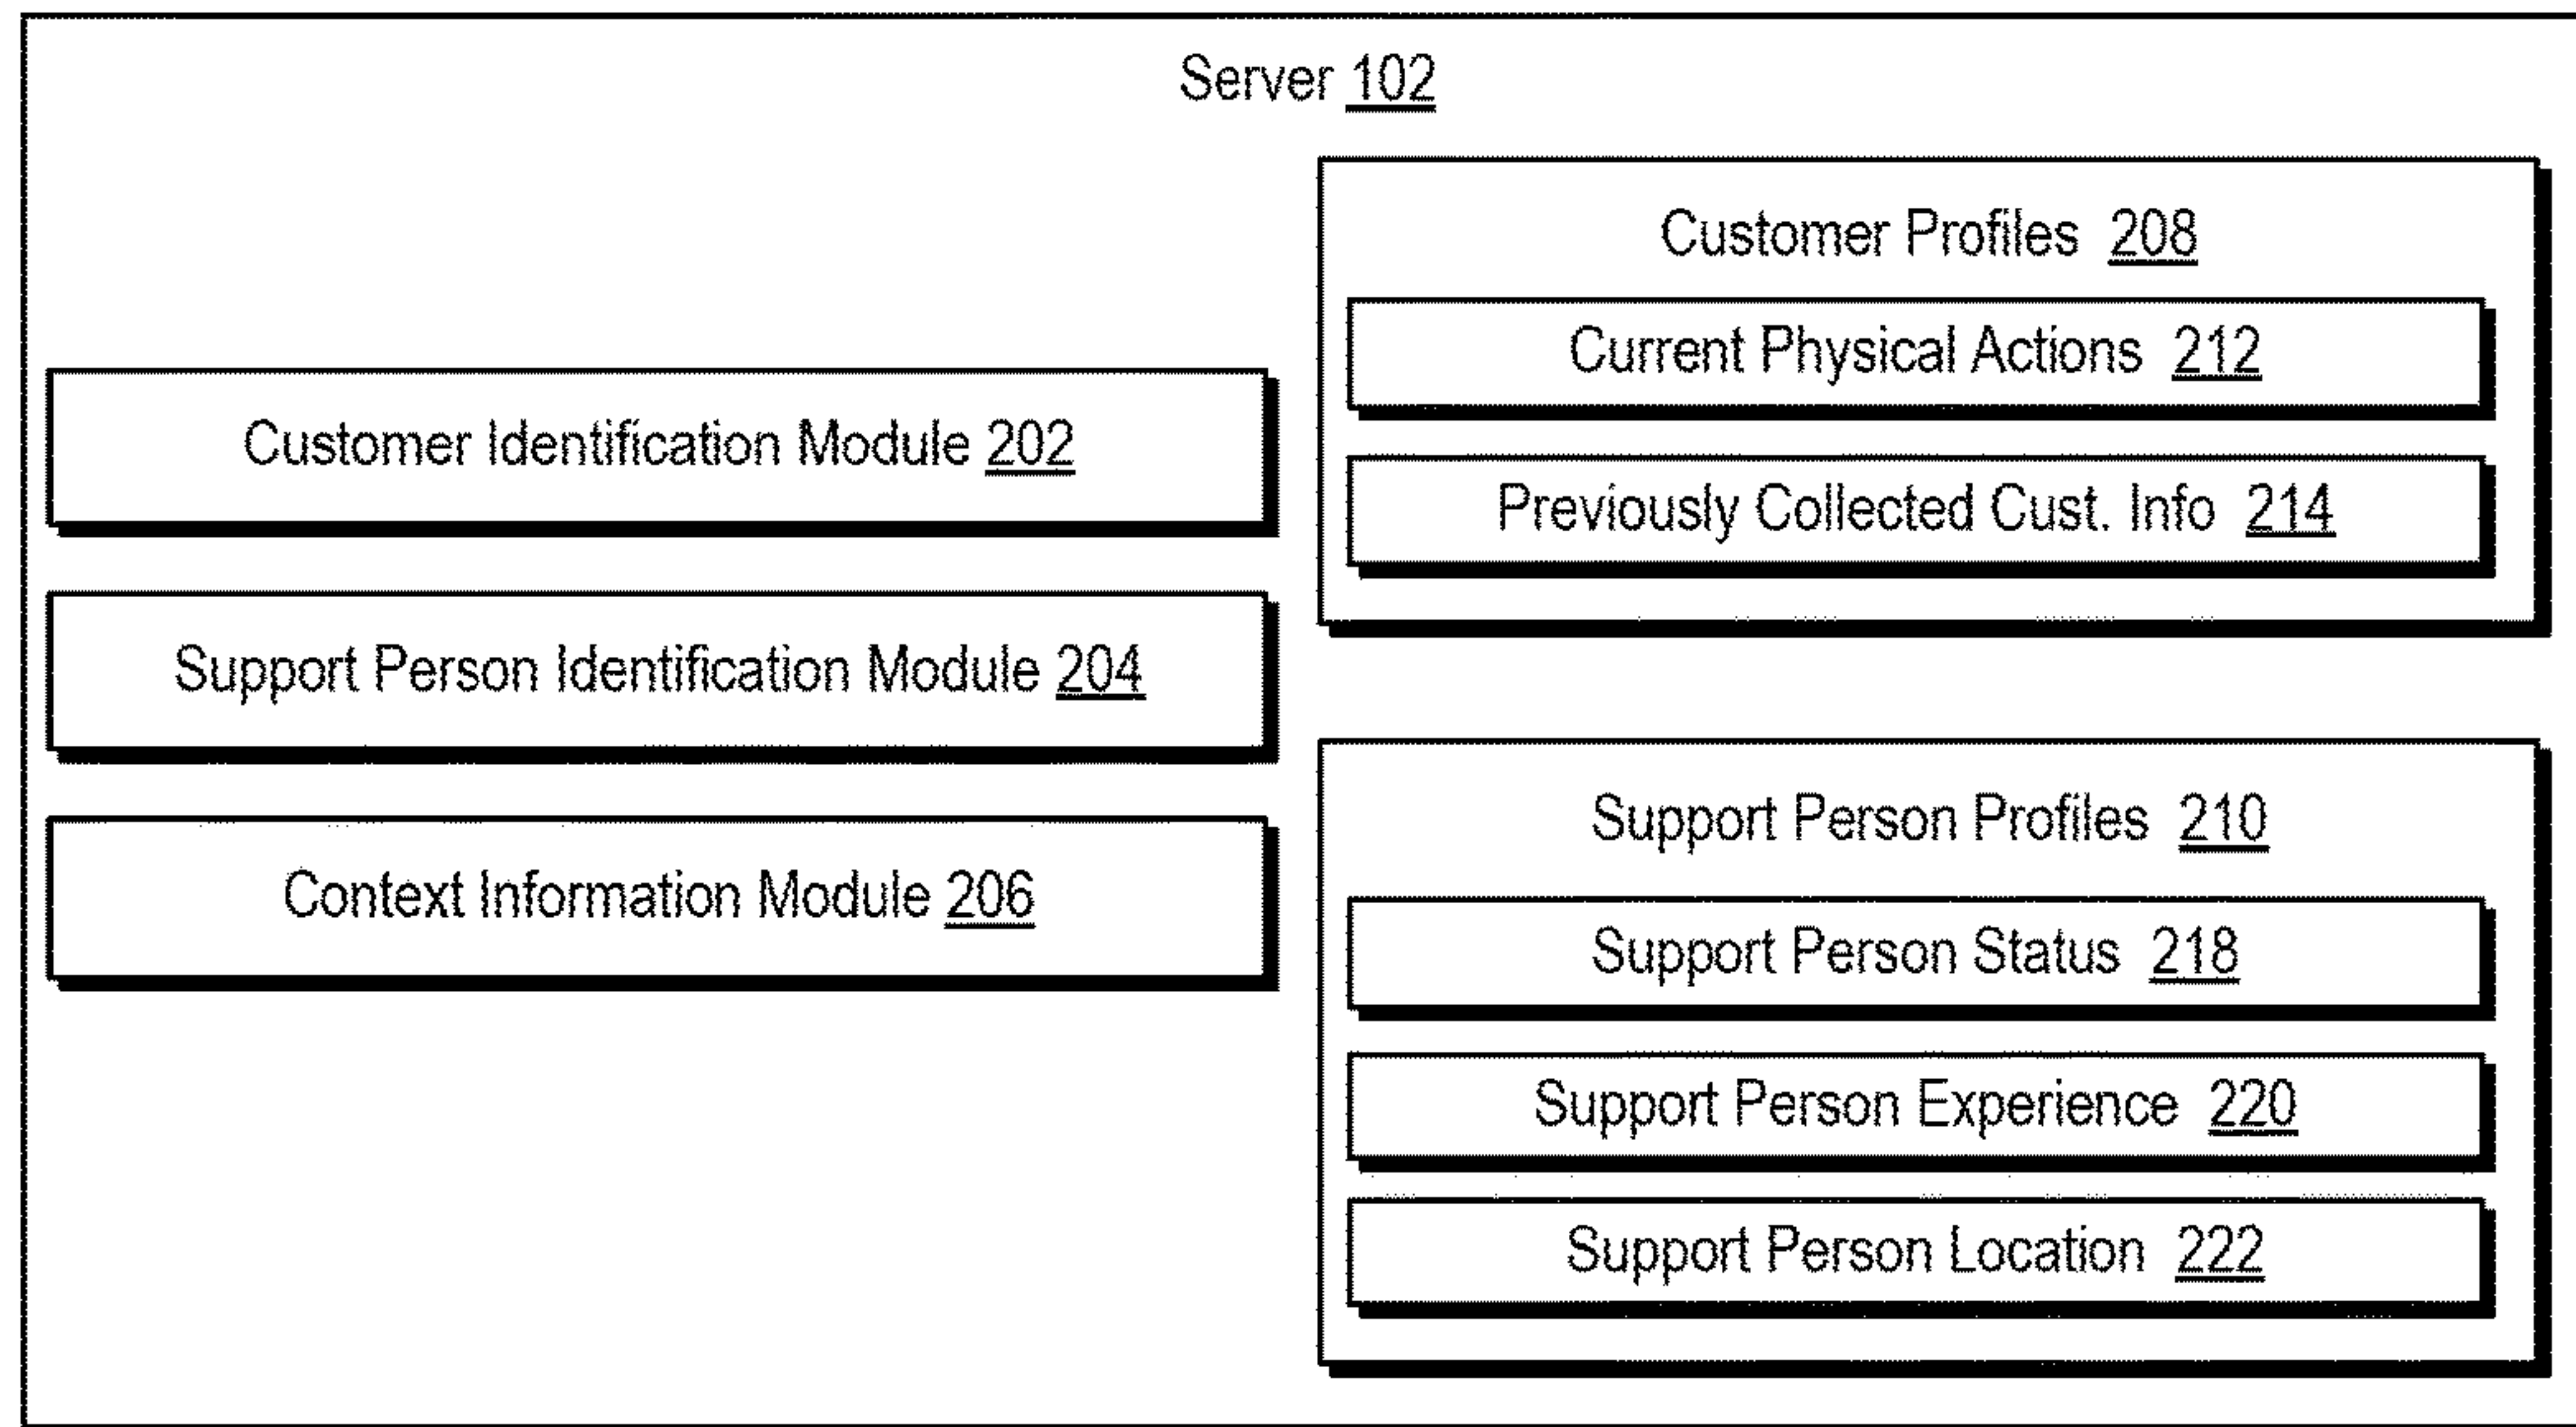 Server 102
Customer Identification Module 202
Support Person Identification Module 204
Context Information Module 206
Customer Profiles 208
Current Physical Actions 212
Previously Collected Cust. Info 214
Support Person Profiles 210
Support Person Status 218
Support Person Experience 220
Support Person Location 222